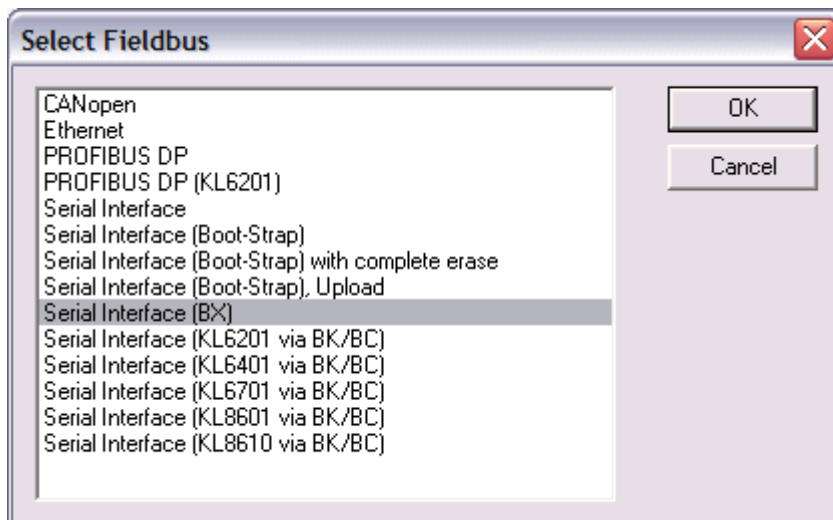 Select Fieldbus
CANopen
Ethernet
PROFIBUS DP
PROFIBUS DP (KL6201)
Serial Interface
Serial Interface (Boot-Strap)
Serial Interface (Boot-Strap) with complete erase
Serial Interface (Boot-Strap), Upload
Serial Interface (BX)
Serial Interface (KL6201 via BK/BC)
Serial Interface (KL6401 via BK/BC)
Serial Interface (KL6701 via BK/BC)
Serial Interface (KL8601 via BK/BC)
Serial Interface (KL8610 via BK/BC)
OK
Cancel